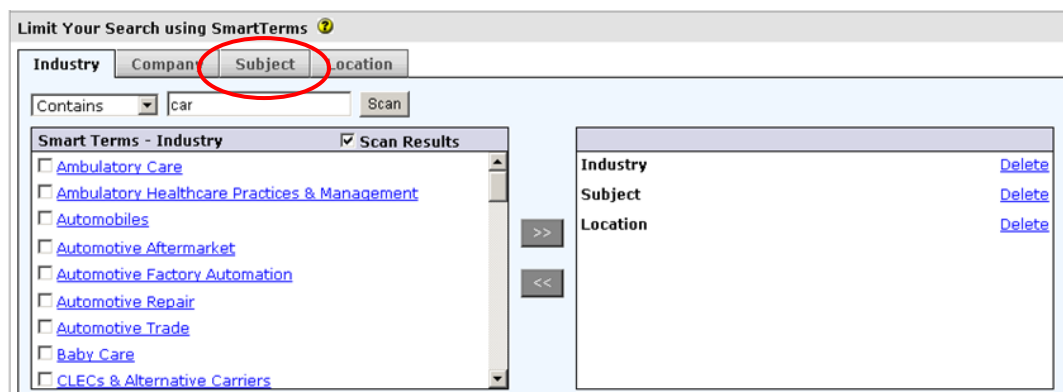 Limit Your Search using SmartTerms ?
Industry Company Subject Location
Contains car Scan
Smart Terms - Industry Scan Results
Ambulatory Care
Ambulatory Healthcare Practices & Management
Automobiles
Automotive Aftermarket
Automotive Factory Automation
Automotive Repair
Automotive Trade
Baby Care
CLECs & Alternative Carriers
>>
<<
Industry Delete
Subject Delete
Location Delete